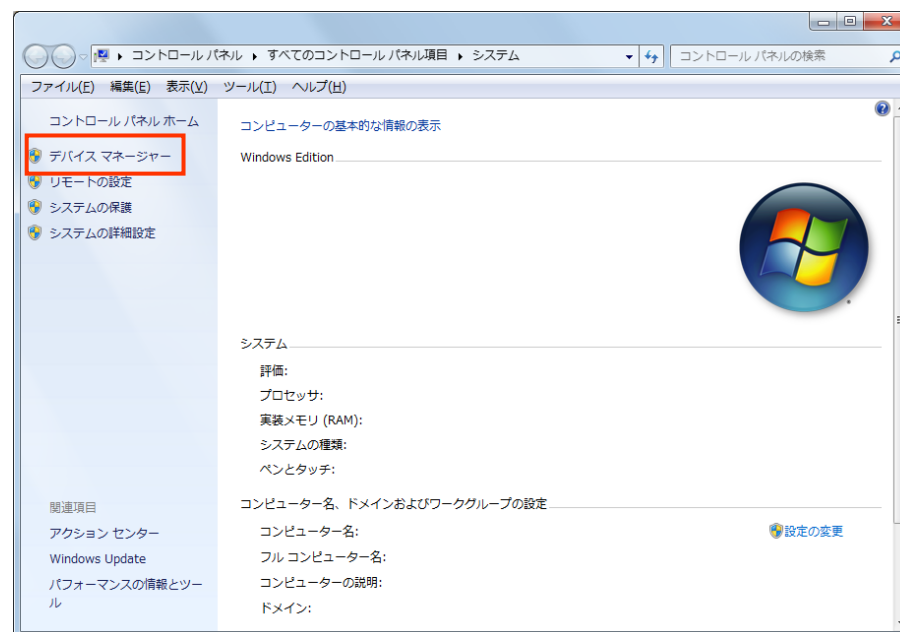 コントロール パネル ▸ すべてのコントロール パネル項目 ▸ システム
コントロール パネルの検索
ファイル(F) 編集(E) 表示(V) ツール(T) ヘルプ(H)
コントロール パネル ホーム
デバイス マネージャー
リモートの設定
システムの保護
システムの詳細設定
コンピューターの基本的な情報の表示
Windows Edition
システム
評価:
プロセッサ:
実装メモリ (RAM):
システムの種類:
ペンとタッチ:
コンピューター名、ドメインおよびワークグループの設定
コンピューター名:
設定の変更
フル コンピューター名:
コンピューターの説明:
ドメイン:
関連項目
アクション センター
Windows Update
パフォーマンスの情報とツー
ル